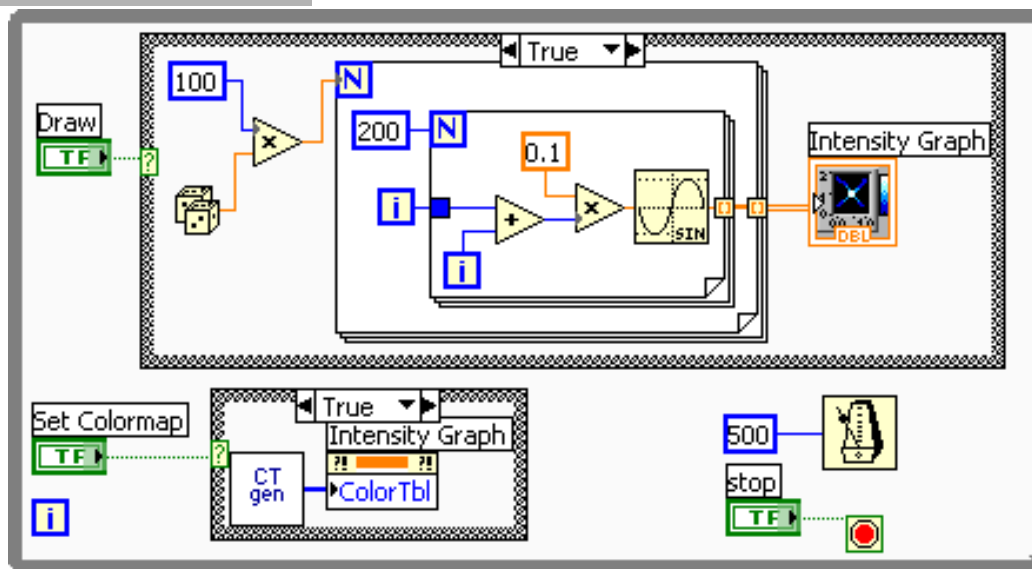 True
100
N
Draw
TF
?
x
200
N
0.1
Intensity Graph
i
+
x
SIN
DBL
i
Set Colormap
TF
?
True
Intensity Graph
?! ?!
CT
gen
ColorTbl
i
500
stop
TF